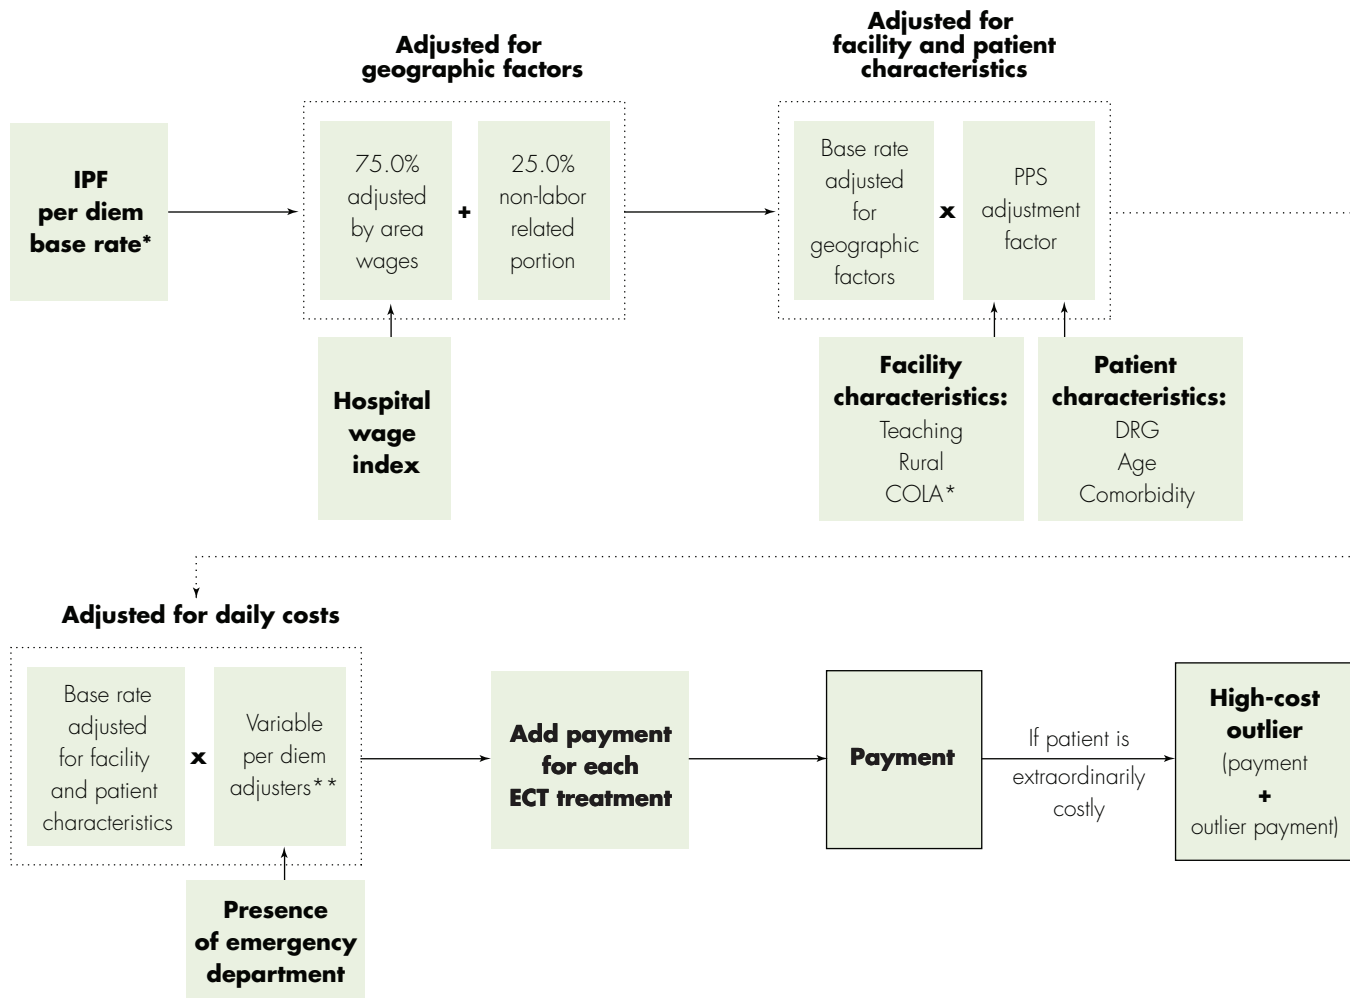 Adjusted for
geographic factors
Adjusted for
facility and patient
characteristics
IPF
per diem
base rate*
75.0%
adjusted
by area
wages
+
25.0%
non-labor
related
portion
Base rate
adjusted
for
geographic
factors
x
PPS
adjustment
factor
Hospital
wage
index
Facility
characteristics:
Teaching
Rural
COLA*
Patient
characteristics:
DRG
Age
Comorbidity
Adjusted for daily costs
Base rate
adjusted
for facility
and patient
characteristics
x
Variable
per diem
adjusters**
Presence
of emergency
department
Add payment
for each
ECT treatment
Payment
If patient is
extraordinarily
costly
High-cost
outlier
(payment
+
outlier payment)